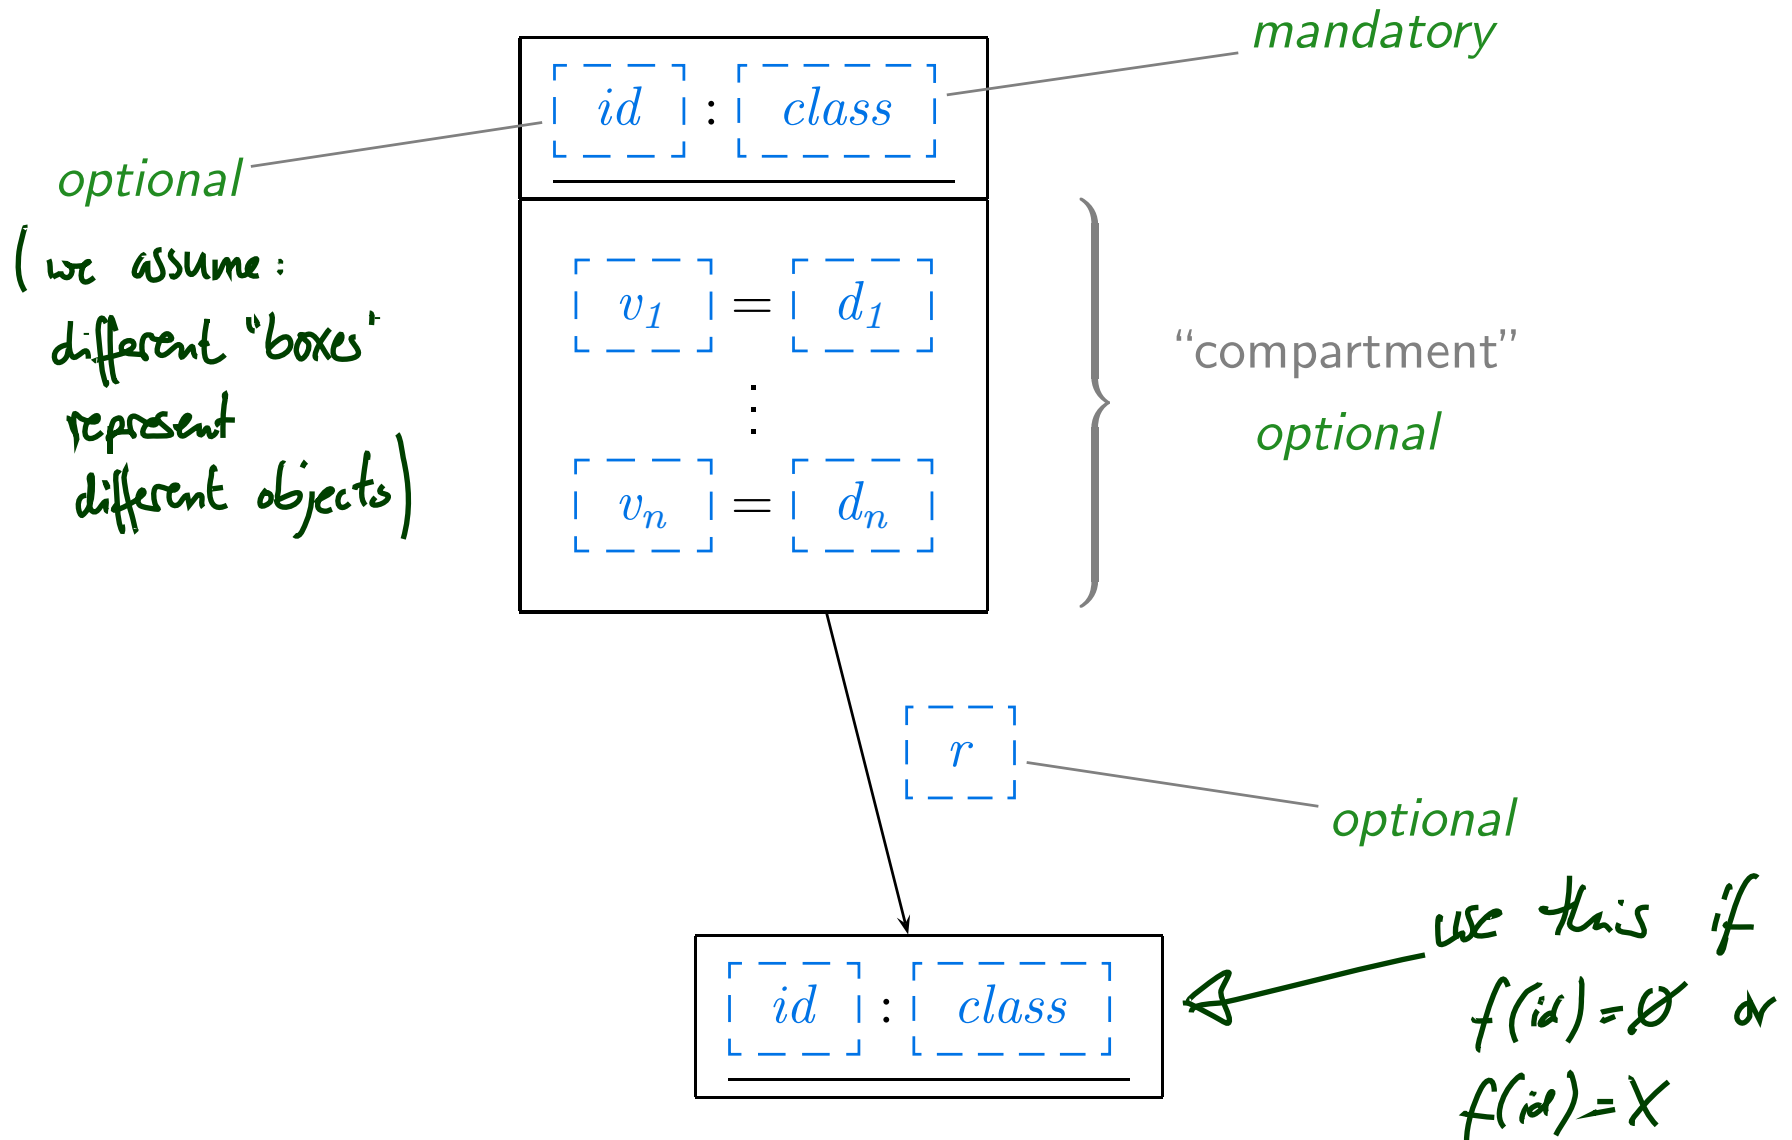 mandatory
id : class
optional
(we assume:
different "boxes"
represent
different objects)
v₁ = d₁
⋮
vₙ = dₙ
“compartment”
optional
r
optional
id : class
use this if
f(id)=∅ or
f(id)=X